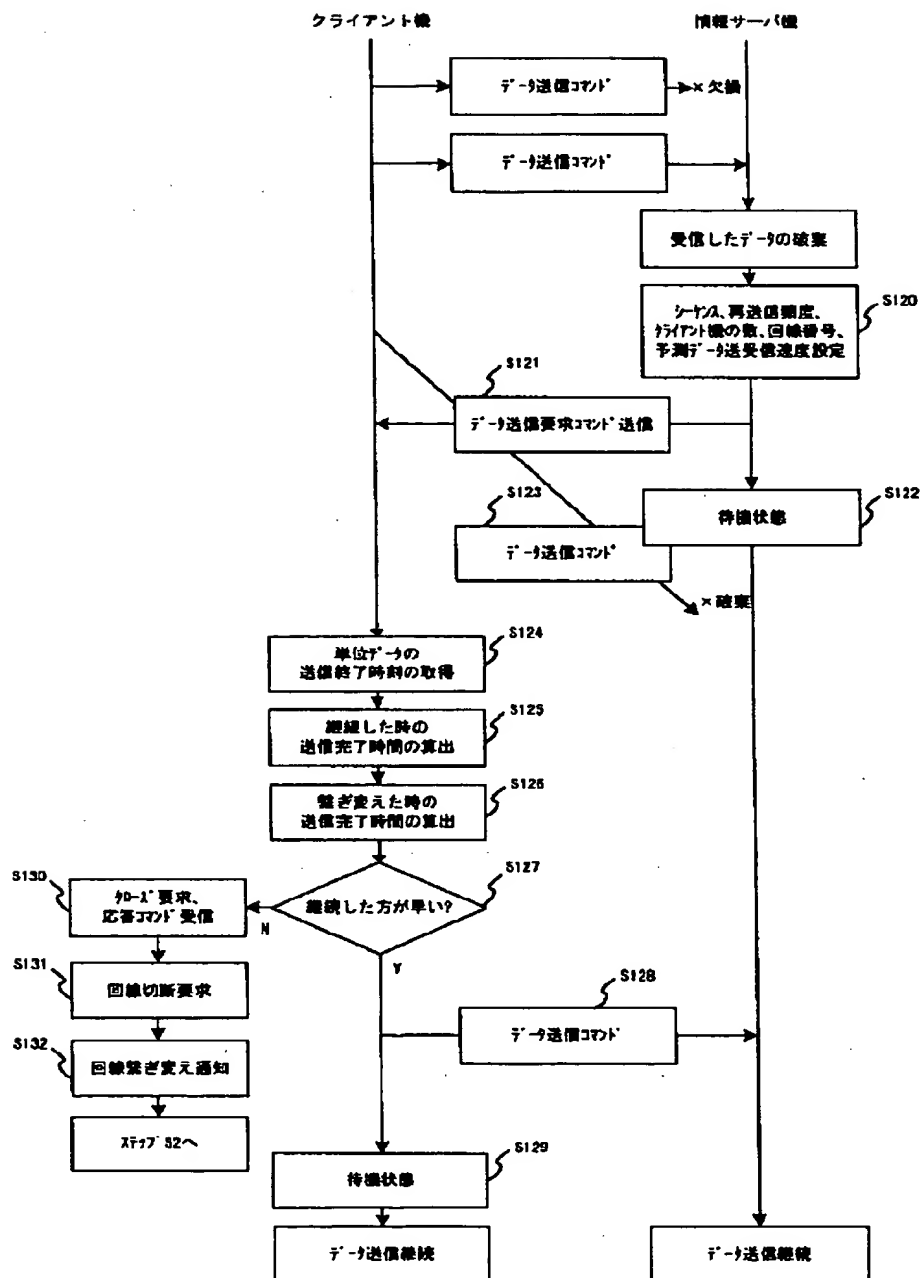 クライアント機
情報サーバ機
データ送信コマンド
× 欠損
データ送信コマンド
受信したデータの破棄
S120
シーケンス、再送信頻度、
クライアント機の数、回線番号、
予測データ送受信速度設定
S121
データ送信要求コマンド送信
S122
待機状態
S123
データ送信コマンド
× 破棄
S124
単位データの
送信終了時刻の取得
S125
継続した時の
送信完了時間の算出
S126
繋ぎ変えた時の
送信完了時間の算出
S127
継続した方が早い?
N
Y
S130
クローズ要求、
応答コマンド受信
S131
回線切断要求
S128
データ送信コマンド
S132
回線繋ぎ変え通知
ステップ52へ
S129
待機状態
データ送信継続
データ送信継続